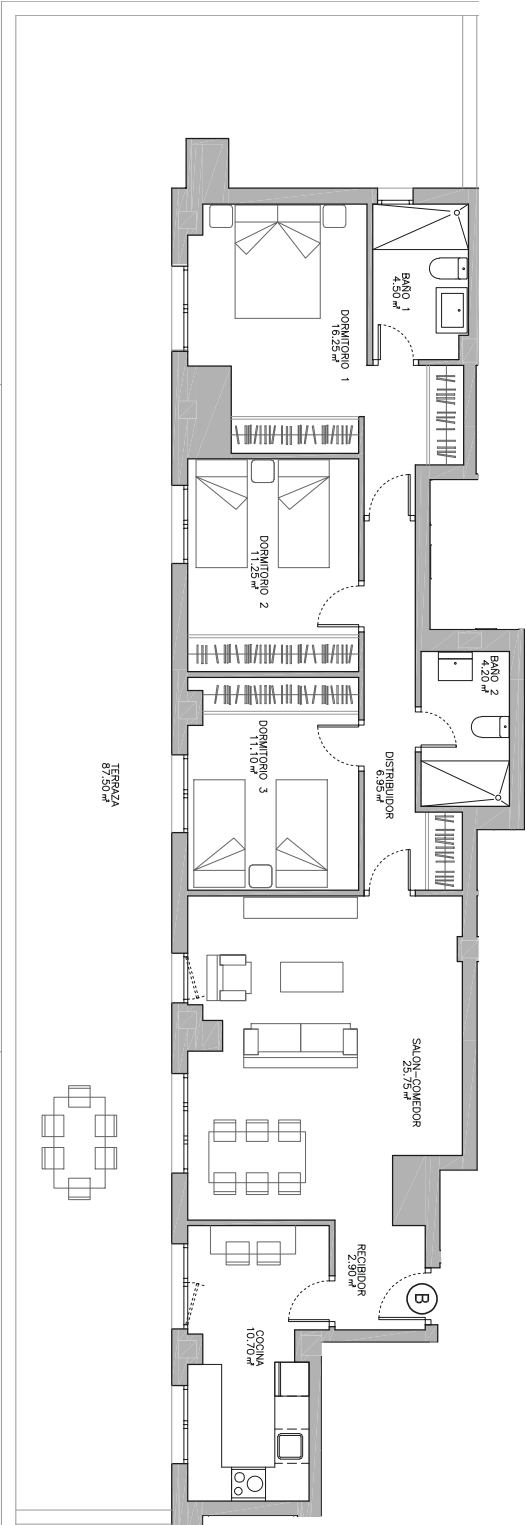 BAÑO 1
4.50 m²
DORMITORIO 1
16.25 m²
DORMITORIO 2
11.25 m²
BAÑO 2
4.20 m²
DORMITORIO 3
11.10 m²
DISTRIBUIDOR
6.95 m²
TERRAZA
87.50 m²
SALON-COMEDOR
25.75 m²
RECIBIDOR
2.90 m²
B
COCINA
10.70 m²